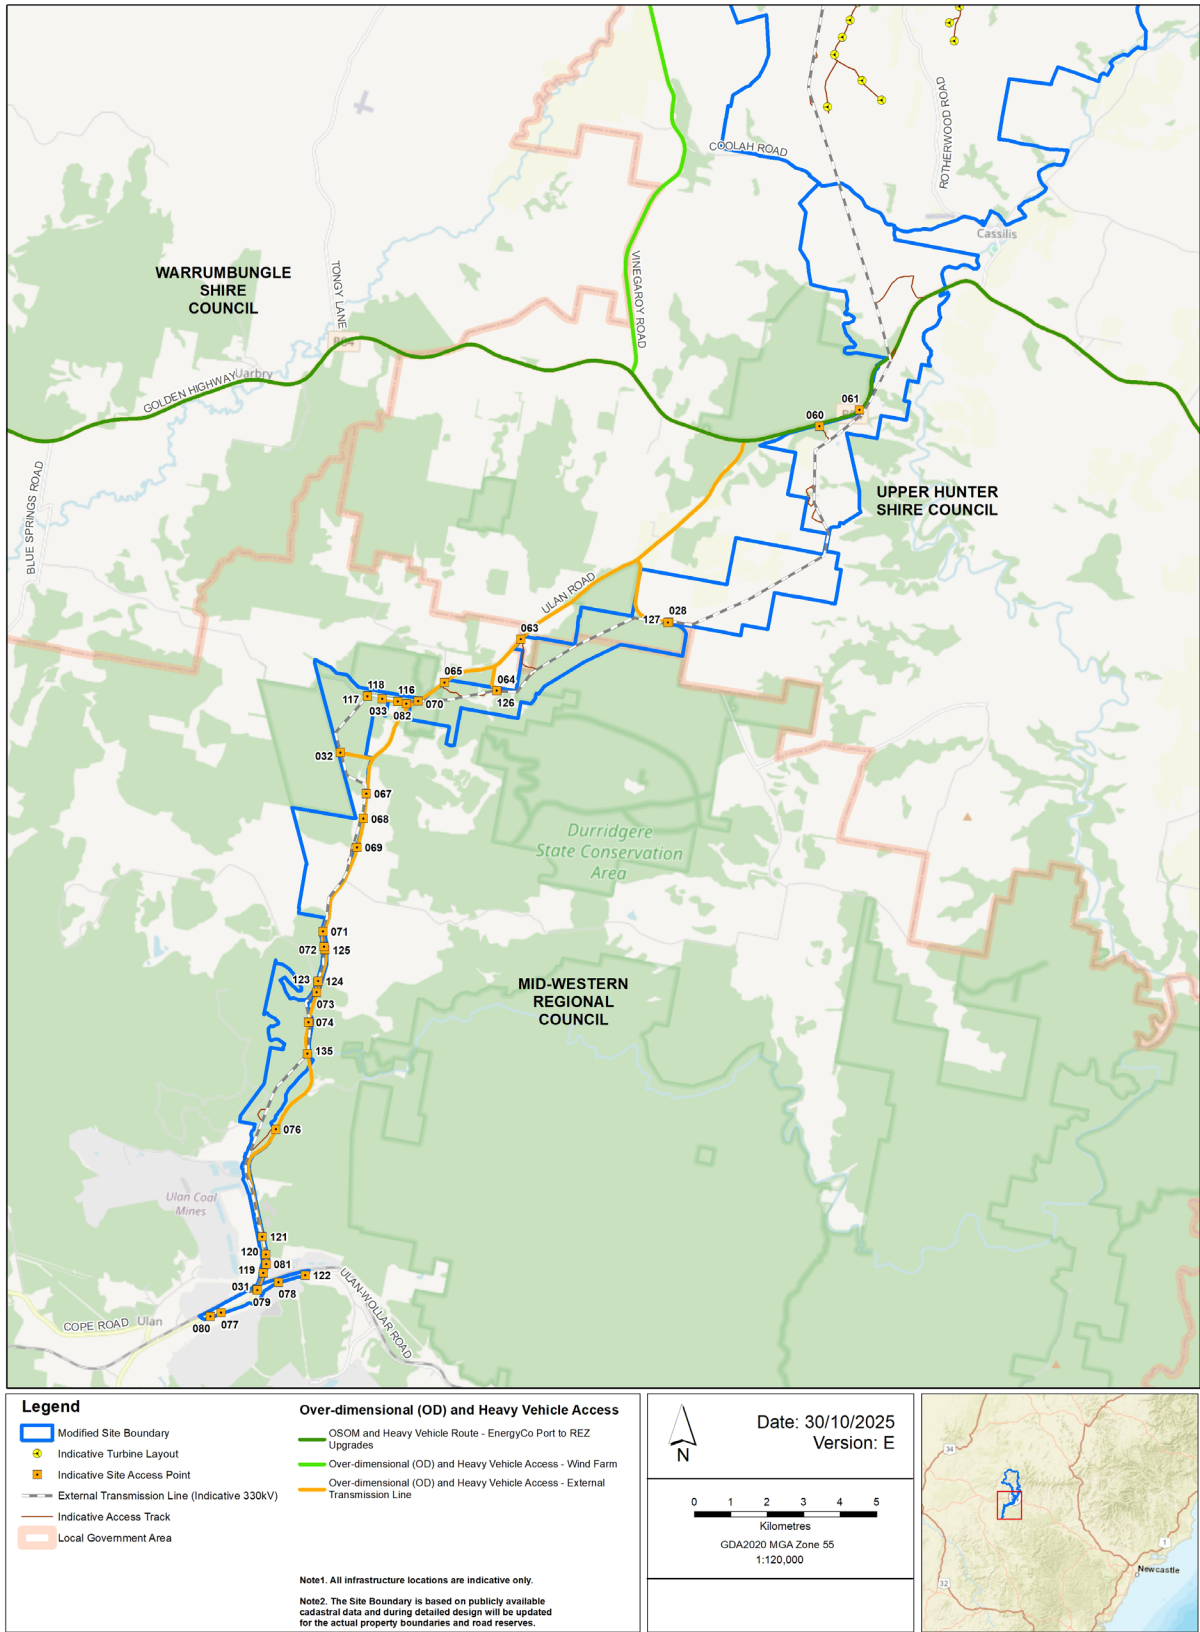 COOLAH ROAD
ROTHERWOOD ROAD
Cassilis
WARRUMBUNGLE
SHIRE
COUNCIL
TONGY LANE
VINEGAROY ROAD
B84
Uarbry
GOLDEN HIGHWAY
061
060
BLUE SPRINGS ROAD
UPPER HUNTER
SHIRE COUNCIL
ULAN ROAD
028
127
063
065
064
126
118
116
117
033
082
070
032
067
068
069
Durridgere
State Conservation
Area
071
072
125
123
124
073
074
135
MID-WESTERN
REGIONAL
COUNCIL
076
Ulan Coal
Mines
121
120
081
119
122
031
078
079
077
080
COPE ROAD
Ulan
ULAN-WOLLAR ROAD
Legend
Modified Site Boundary
Indicative Turbine Layout
Indicative Site Access Point
External Transmission Line (Indicative 330kV)
Indicative Access Track
Local Government Area
Over-dimensional (OD) and Heavy Vehicle Access
OSOM and Heavy Vehicle Route - EnergyCo Port to REZ
Upgrades
Over-dimensional (OD) and Heavy Vehicle Access - Wind Farm
Over-dimensional (OD) and Heavy Vehicle Access - External
Transmission Line
Note1. All infrastructure locations are indicative only.
Note2. The Site Boundary is based on publicly available
cadastral data and during detailed design will be updated
for the actual property boundaries and road reserves.
N
Date: 30/10/2025
Version: E
0 1 2 3 4 5
Kilometres
GDA2020 MGA Zone 55
1:120,000
34
1
Newcastle
32